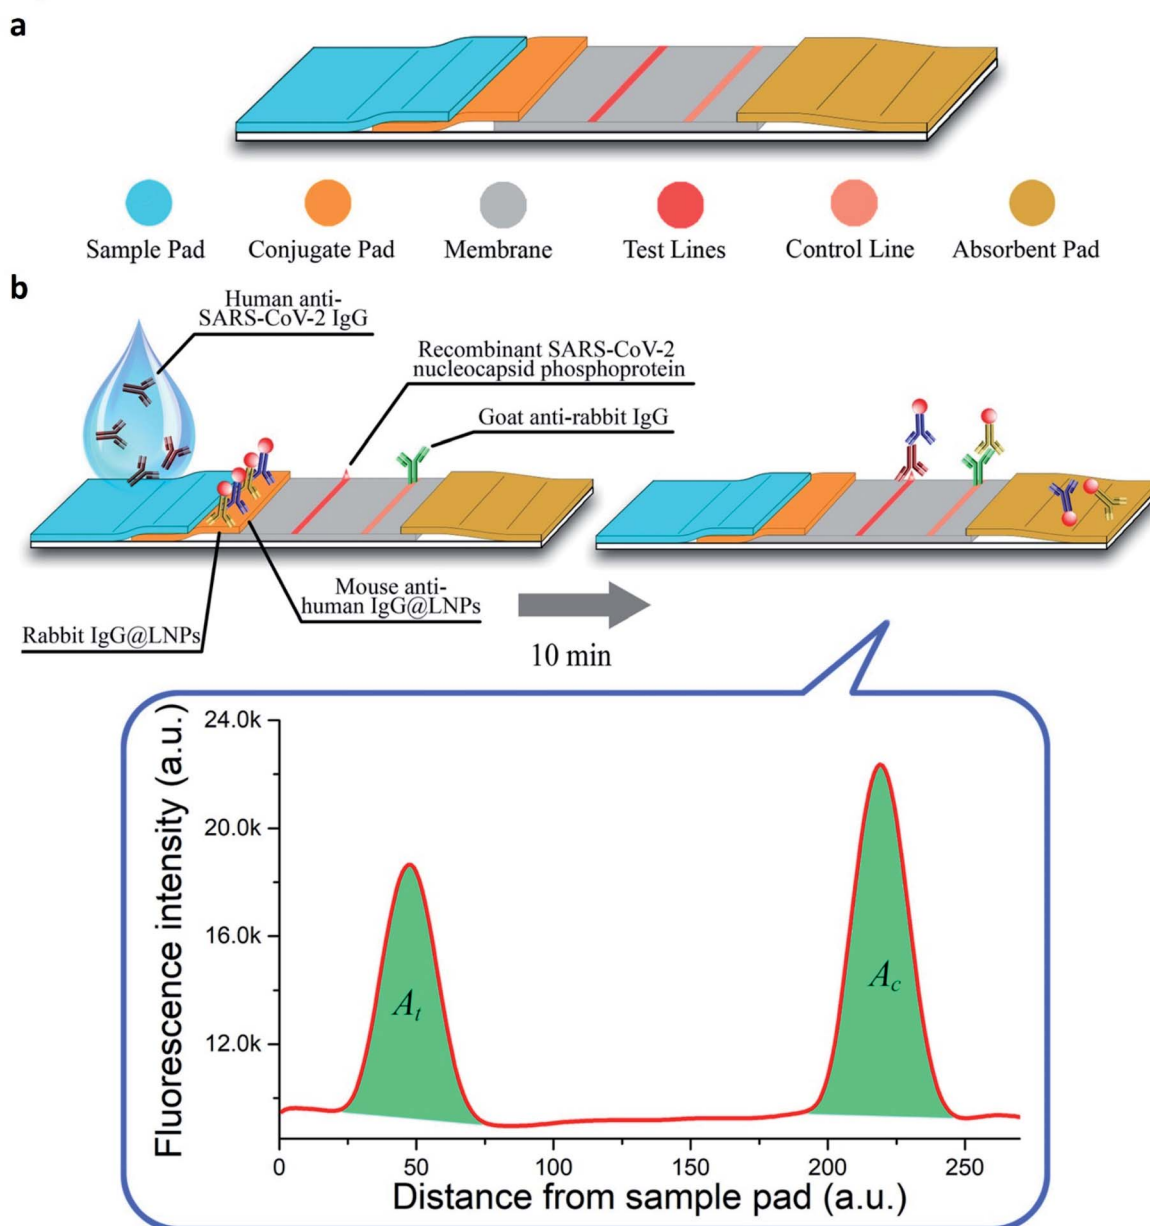 a
Sample Pad
Conjugate Pad
Membrane
Test Lines
Control Line
Absorbent Pad
b
Human anti-
SARS-CoV-2 IgG
Recombinant SARS-CoV-2
nucleocapsid phosphoprotein
Goat anti-rabbit IgG
Mouse anti-
human IgG@LNPs
Rabbit IgG@LNPs
10 min
Fluorescence intensity (a.u.)
24.0k
20.0k
16.0k
12.0k
At
Ac
0 50 100 150 200 250
Distance from sample pad (a.u.)